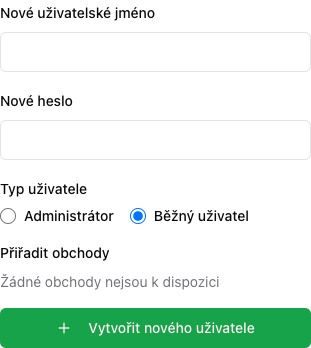 Nové uživatelské jméno
Nové heslo
Typ uživatele
Administrátor Běžný uživatel
Přiřadit obchody
Žádné obchody nejsou k dispozici
+ Vytvořit nového uživatele